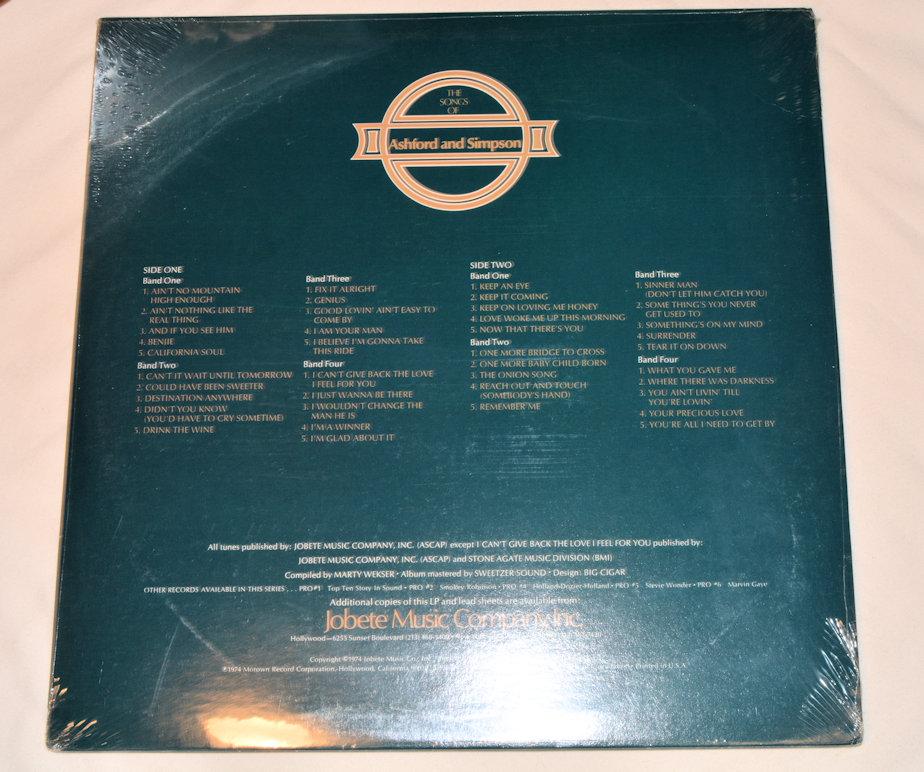 THE
SONGS
OF
Ashford and Simpson
SIDE ONE
Band One
1. AIN'T NO MOUNTAIN
HIGH ENOUGH
2. AIN'T NOTHING LIKE THE
REAL THING
3. AND IF YOU SEE HIM
4. BENJIE
5. CALIFORNIA SOUL
Band Two
1. CAN'T IT WAIT UNTIL TOMORROW
2. COULD HAVE BEEN SWEETER
3. DESTINATION ANYWHERE
4. DIDN'T YOU KNOW
(YOU'D HAVE TO CRY SOMETIME)
5. DRINK THE WINE
Band Three
1. FIX IT ALRIGHT
2. GENIUS
3. GOOD LOVIN' AIN'T EASY TO
COME BY
4. I AM YOUR MAN
5. I BELIEVE I'M GONNA TAKE
THIS RIDE
Band Four
1. I CAN'T GIVE BACK THE LOVE
I FEEL FOR YOU
2. I JUST WANNA BE THERE
3. I WOULDN'T CHANGE THE
MAN HE IS
4. I'M A WINNER
5. I'M GLAD ABOUT IT
SIDE TWO
Band One
1. KEEP AN EYE
2. KEEP IT COMING
3. KEEP ON LOVING ME HONEY
4. LOVE WOKE ME UP THIS MORNING
5. NOW THAT THERE'S YOU
Band Two
1. ONE MORE BRIDGE TO CROSS
2. ONE MORE BABY CHILD BORN
3. THE ONION SONG
4. REACH OUT AND TOUCH
(SOMEBODY'S HAND)
5. REMEMBER ME
Band Three
1. SINNER MAN
(DON'T LET HIM CATCH YOU)
2. SOME THING'S YOU NEVER
GET USED TO
3. SOMETHING'S ON MY MIND
4. SURRENDER
5. TEAR IT ON DOWN
Band Four
1. WHAT YOU GAVE ME
2. WHERE THERE WAS DARKNESS
3. YOU AIN'T LIVIN' TILL
YOU'RE LOVIN'
4. YOUR PRECIOUS LOVE
5. YOU'RE ALL I NEED TO GET BY
All tunes published by: JOBETE MUSIC COMPANY, INC. (ASCAP) except I CAN'T GIVE BACK THE LOVE I FEEL FOR YOU published by:
JOBETE MUSIC COMPANY, INC. (ASCAP) and STONE AGATE MUSIC DIVISION (BMI)
Compiled by MARTY WEKSER • Album mastered by SWEETZER SOUND • Design: BIG CIGAR
OTHER RECORDS AVAILABLE IN THIS SERIES . . . PRO #1 Top Ten Story In Sound • PRO #2 Smokey Robinson • PRO #4 Holland-Dozier-Holland • PRO #5 Stevie Wonder • PRO #6 Marvin Gaye
Additional copies of this LP and lead sheets are available from:
Jobete Music Company, Inc.
Hollywood—6255 Sunset Boulevard (213)
Copyright ©1974 Jobete Music Co., Inc.
℗1974 Motown Record Corporation, Hollywood, California Printed in U.S.A.